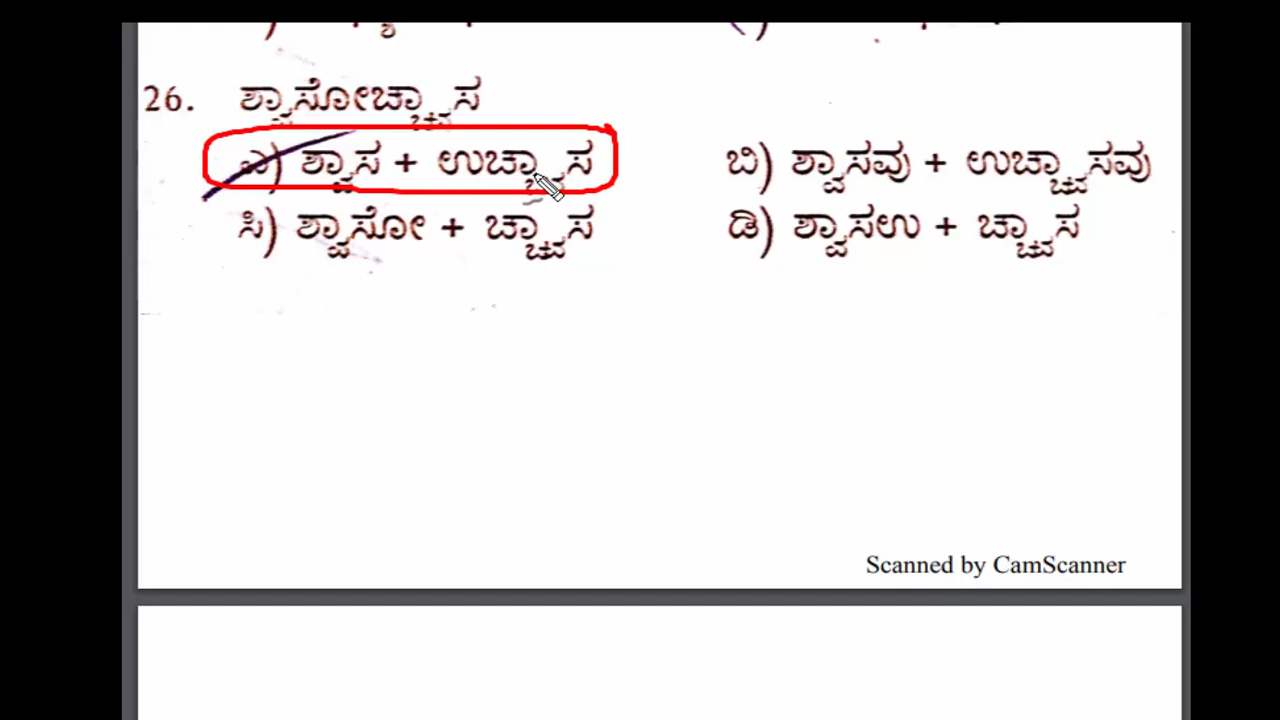 26. ಶ್ವಾಸೋಚ್ಛ್ವಾಸ
ಎ) ಶ್ವಾಸ + ಉಚ್ಛ್ವಾಸ ಬಿ) ಶ್ವಾಸವು + ಉಚ್ಛ್ವಾಸವು
ಸಿ) ಶ್ವಾಸೋ + ಚ್ಛ್ವಾಸ ಡಿ) ಶ್ವಾಸಉ + ಚ್ಛ್ವಾಸ
Scanned by CamScanner